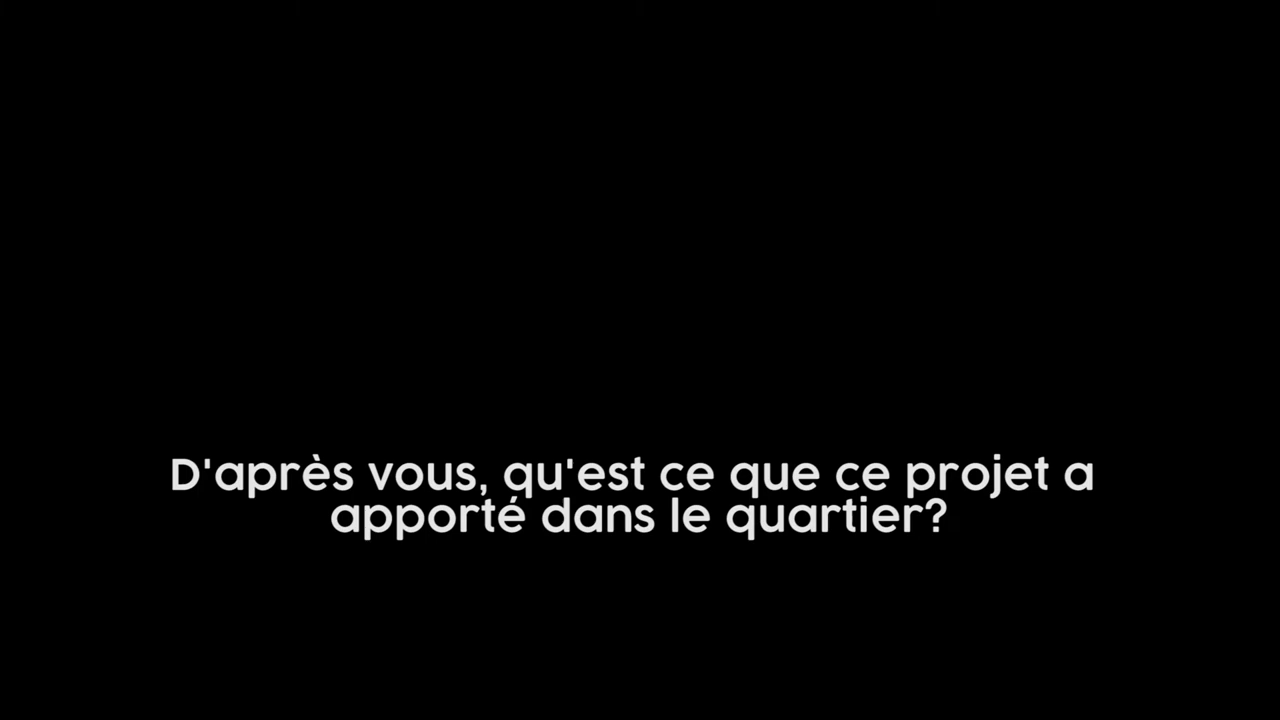 D'après vous, qu'est ce que ce projet a
apporté dans le quartier?